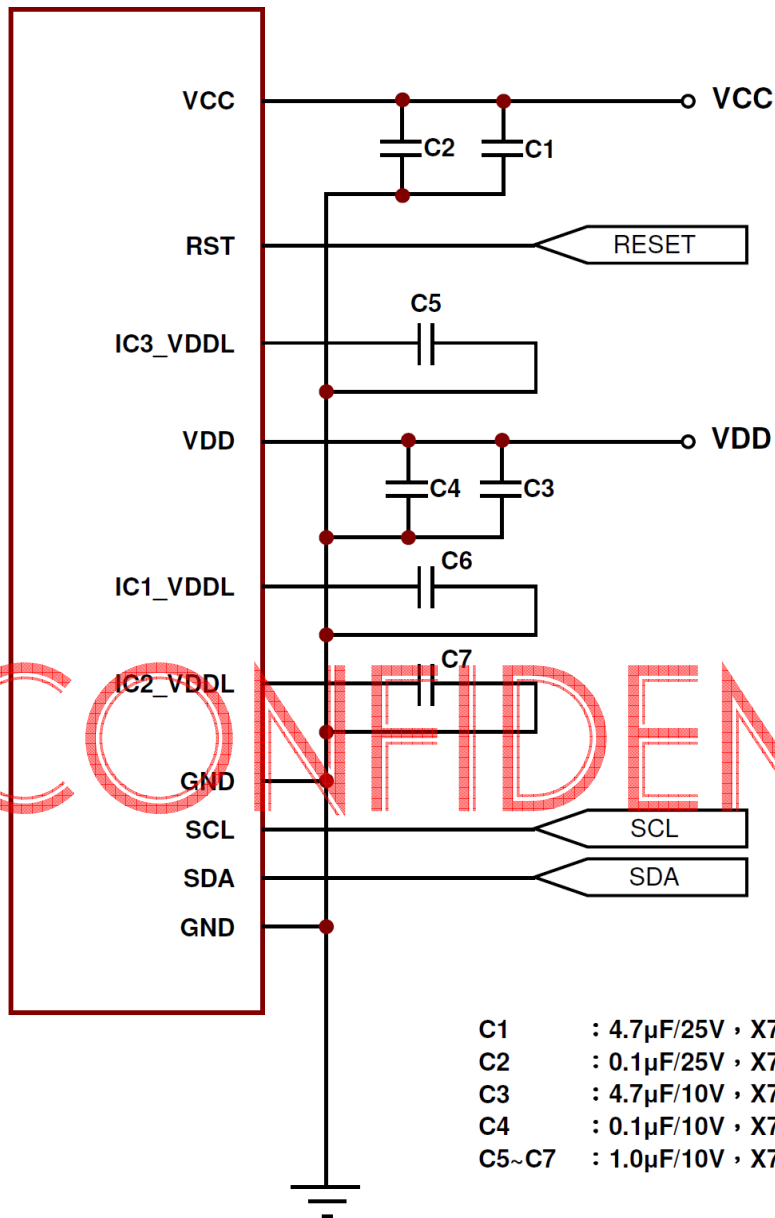 VCC
VCC
C2
C1
RST
RESET
C5
IC3_VDDL
VDD
VDD
C4
C3
C6
IC1_VDDL
C7
IC2_VDDL
CONFIDEN
GND
SCL
SCL
SDA
SDA
GND
C1 : 4.7µF/25V，X7
C2 : 0.1µF/25V，X7
C3 : 4.7µF/10V，X7
C4 : 0.1µF/10V，X7
C5~C7 : 1.0µF/10V，X7